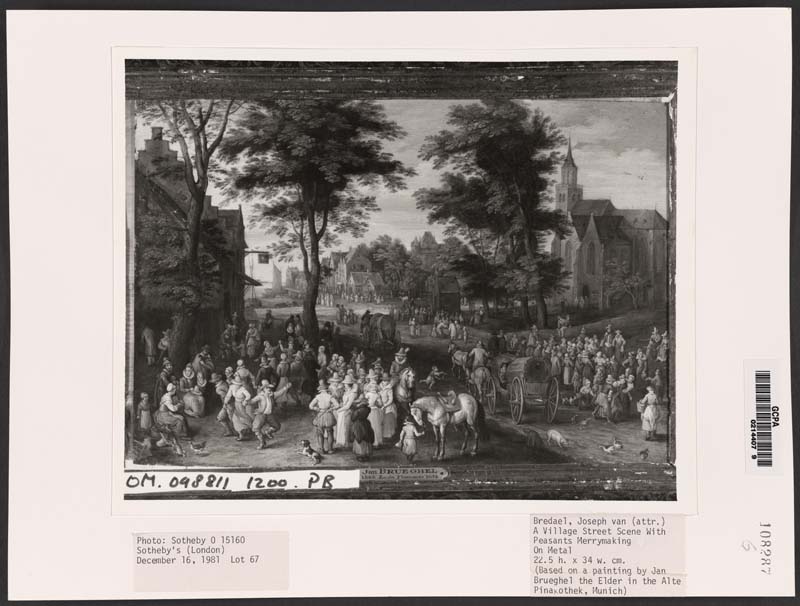 OM. 098811, 1200. PB
Jan BRUEGHEL
Photo: Sotheby O 15160
Sotheby's (London)
December 16, 1981 Lot 67
Bredael, Joseph van (attr.)
A Village Street Scene With
Peasants Merrymaking
On Metal
22.5 h. x 34 w. cm.
(Based on a painting by Jan
Brueghel the Elder in the Alte
Pinakothek, Munich)
GCPA
0214407 9
108287
6